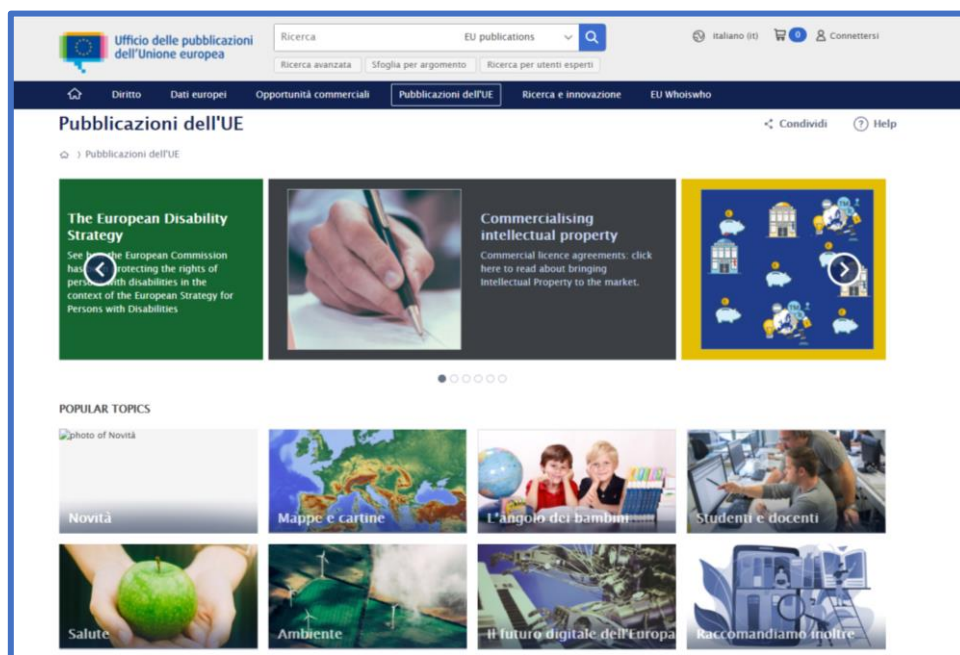 Ufficio delle pubblicazioni
dell'Unione europea
Ricerca EU publications
Ricerca avanzata Sfoglia per argomento Ricerca per utenti esperti
italiano (it) 0 Connettersi
Diritto Dati europei Opportunità commerciali Pubblicazioni dell'UE Ricerca e innovazione EU Whoiswho
Pubblicazioni dell'UE
Condividi ? Help
Pubblicazioni dell'UE
The European Disability
Strategy
See the European Commission
has protecting the rights of
with disabilities in the
context of the European Strategy for
Persons with Disabilities
Commercialising
intellectual property
Commercial licence agreements: click
here to read about bringing
Intellectual Property to the market.
POPULAR TOPICS
photo of Novità
Novità
Mappe e cartine
L'angolo dei bambini
Studenti e docenti
Salute
Ambiente
Il futuro digitale dell'Europa
Raccomandiamo inoltre